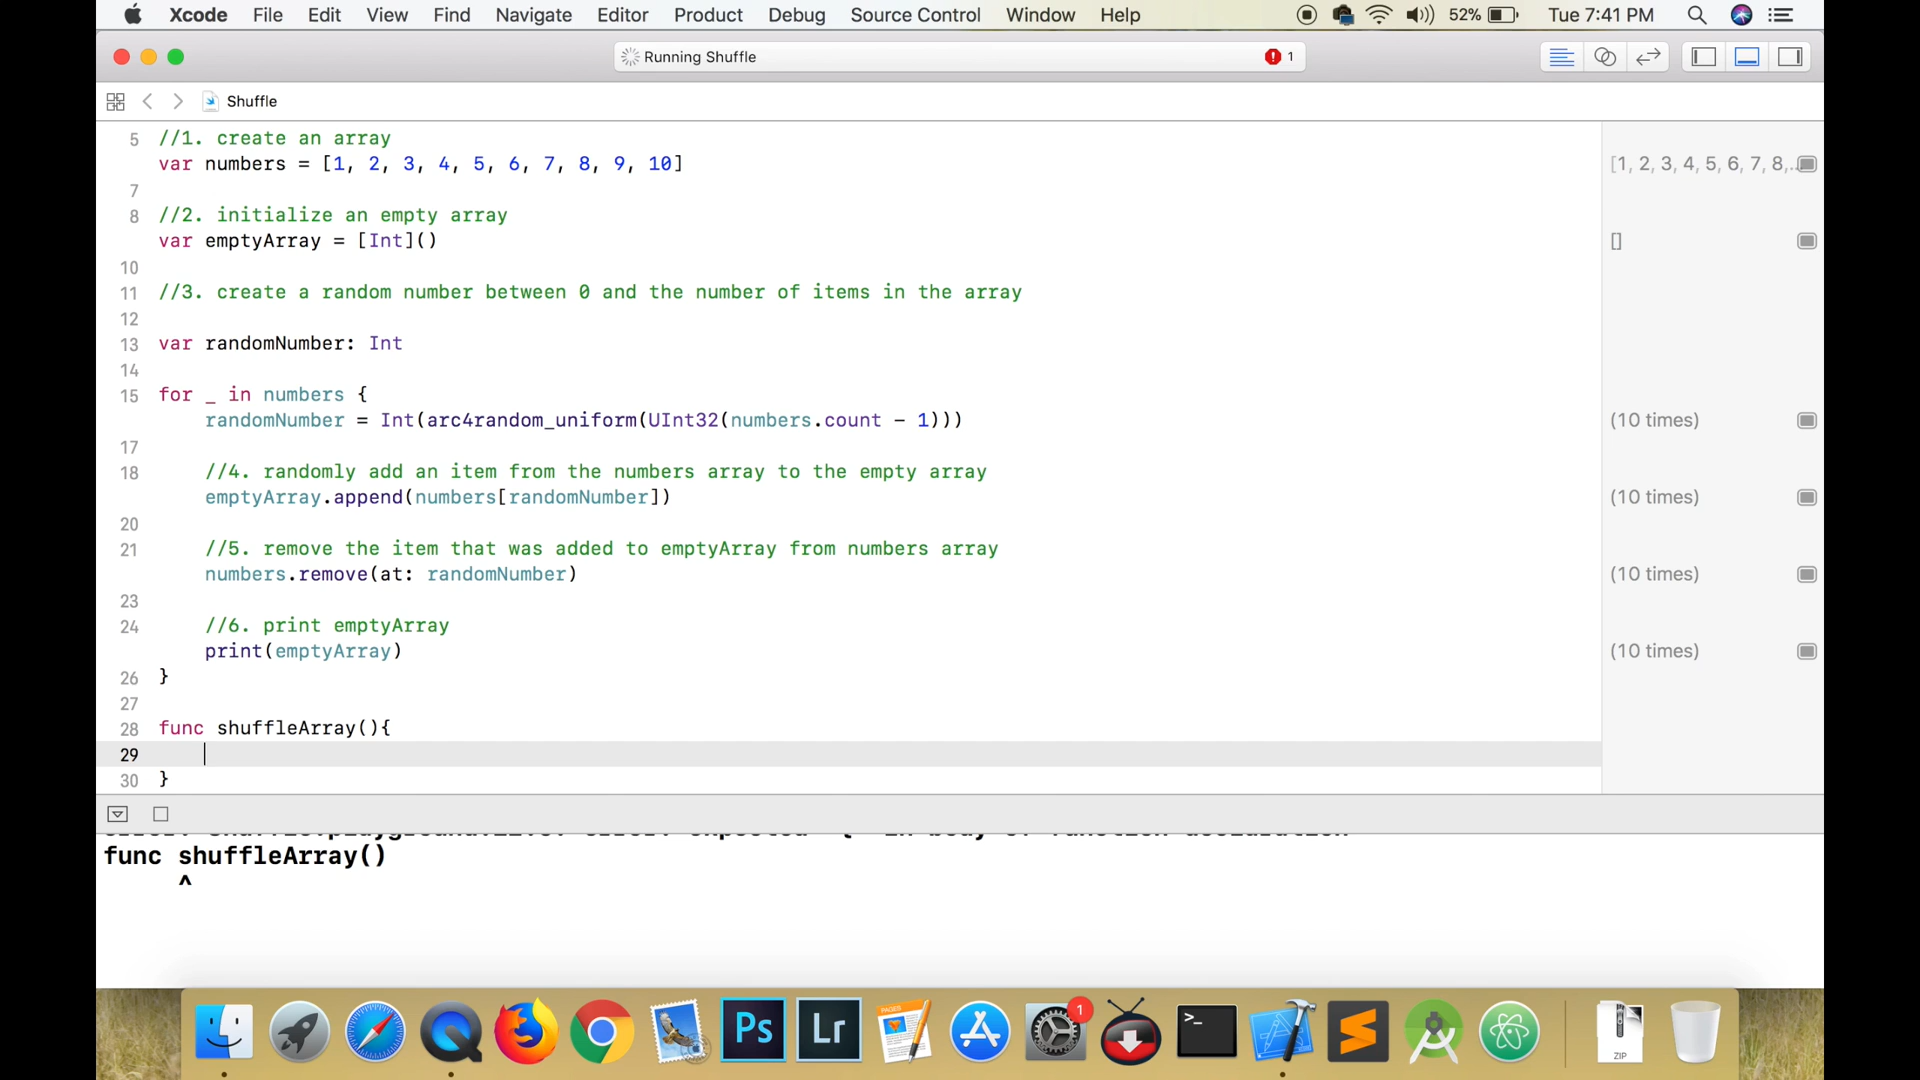 Xcode File Edit View Find Navigate Editor Product Debug Source Control Window Help 52% Tue 7:41 PM
Running Shuffle 1
Shuffle
5 //1. create an array
var numbers = [1, 2, 3, 4, 5, 6, 7, 8, 9, 10] [1, 2, 3, 4, 5, 6, 7, 8,...
7
8 //2. initialize an empty array
var emptyArray = [Int]() []
10
11 //3. create a random number between 0 and the number of items in the array
12
13 var randomNumber: Int
14
15 for _ in numbers {
randomNumber = Int(arc4random_uniform(UInt32(numbers.count - 1))) (10 times)
17
18 //4. randomly add an item from the numbers array to the empty array
emptyArray.append(numbers[randomNumber]) (10 times)
20
21 //5. remove the item that was added to emptyArray from numbers array
numbers.remove(at: randomNumber) (10 times)
23
24 //6. print emptyArray
print(emptyArray) (10 times)
26 }
27
28 func shuffleArray(){
29
30 }
func shuffleArray()
^
Ps Lr PAGES 1 >_ ZIP